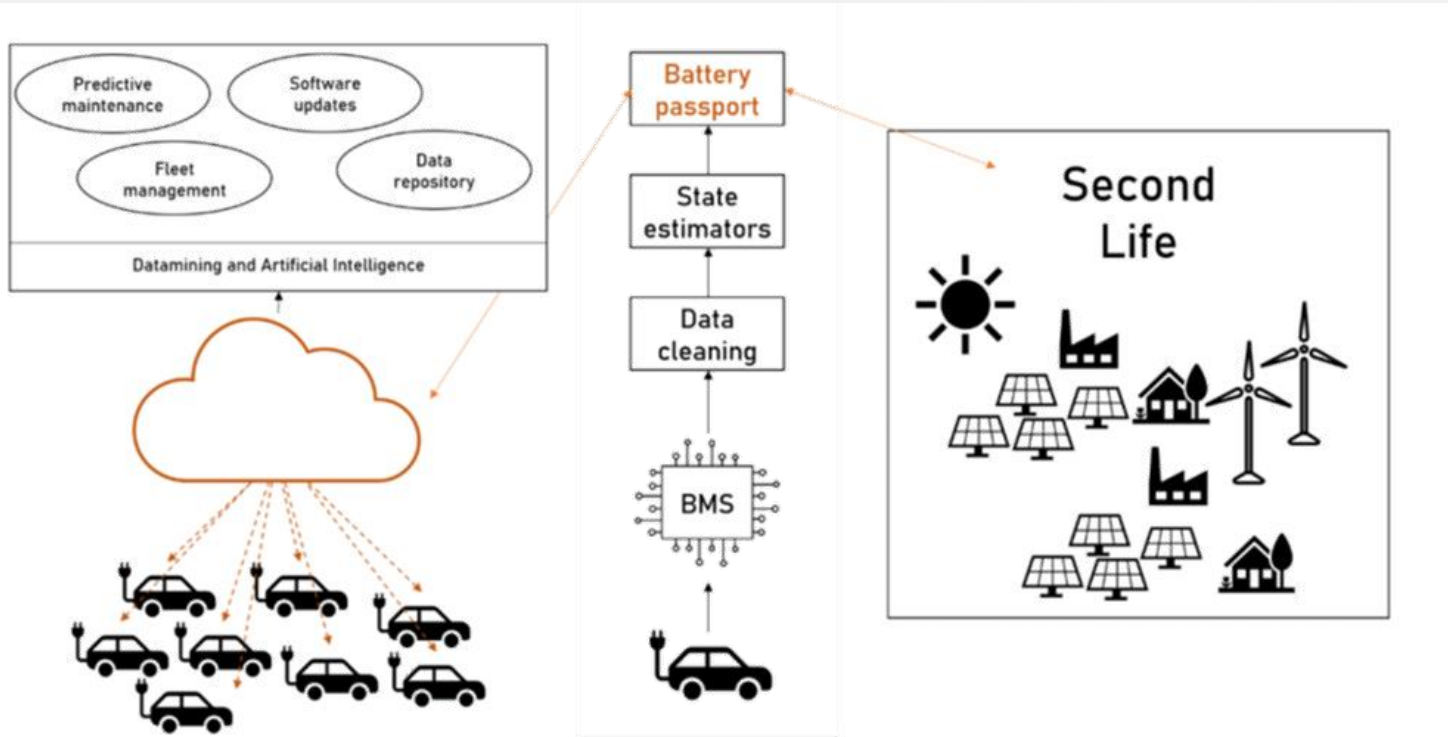 Predictive
maintenance
Software
updates
Fleet
management
Data
repository
Datamining and Artificial Intelligence
Battery
passport
State
estimators
Data
cleaning
BMS
Second
Life